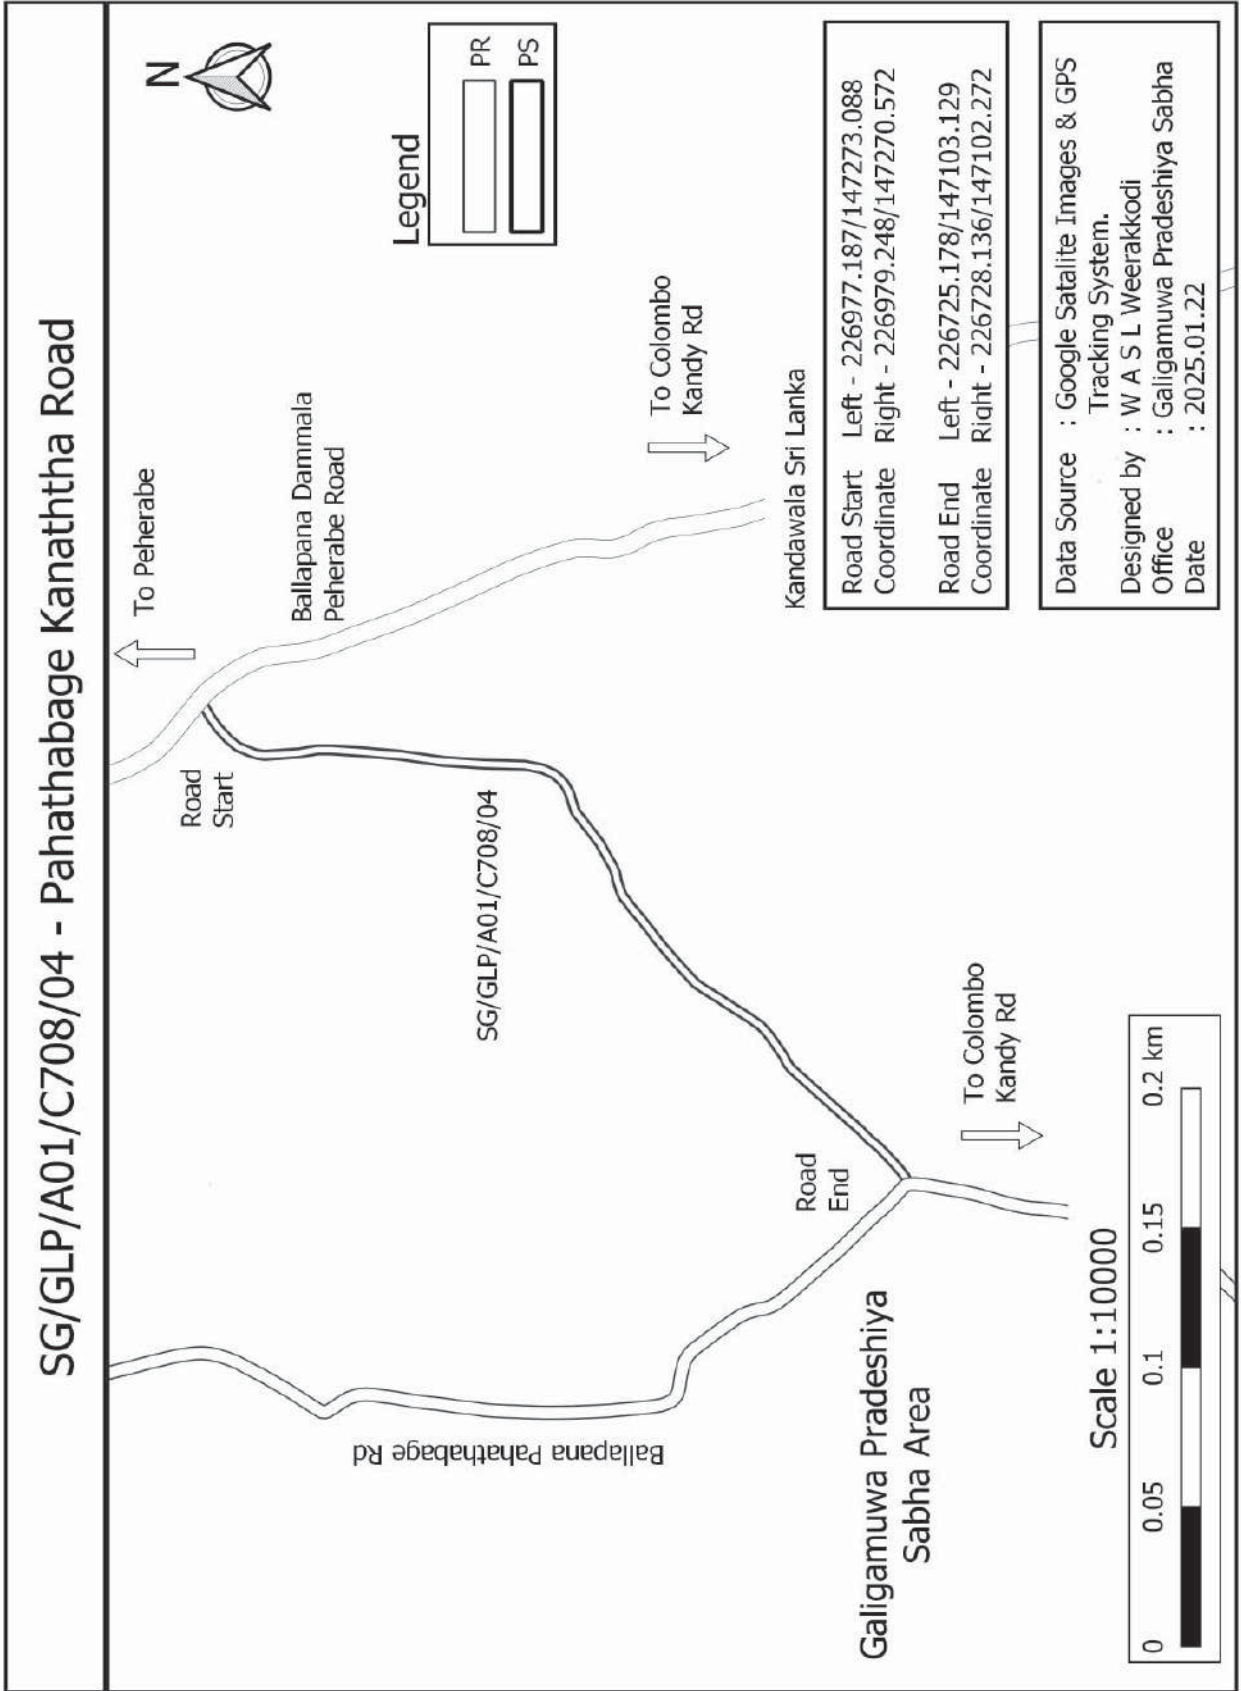 SG/GLP/A01/C708/04 - Pahathabage Kanaththa Road
N
Legend
PR
PS
To Peherabe
Ballapana Dammala
Peherabe Road
Road
Start
To Colombo
Kandy Rd
SG/GLP/A01/C708/04
Kandawala Sri Lanka
Ballapana Pahathabage Rd
Road
End
To Colombo
Kandy Rd
Galigamuwa Pradeshiya
Sabha Area
Road Start Left - 226977.187/147273.088
Coordinate Right - 226979.248/147270.572
Road End Left - 226725.178/147103.129
Coordinate Right - 226728.136/147102.272
Data Source : Google Satalite Images & GPS
Tracking System.
Designed by : W A S L Weerakkodi
Office : Galigamuwa Pradeshiya Sabha
Date : 2025.01.22
Scale 1:10000
0 0.05 0.1 0.15 0.2 km